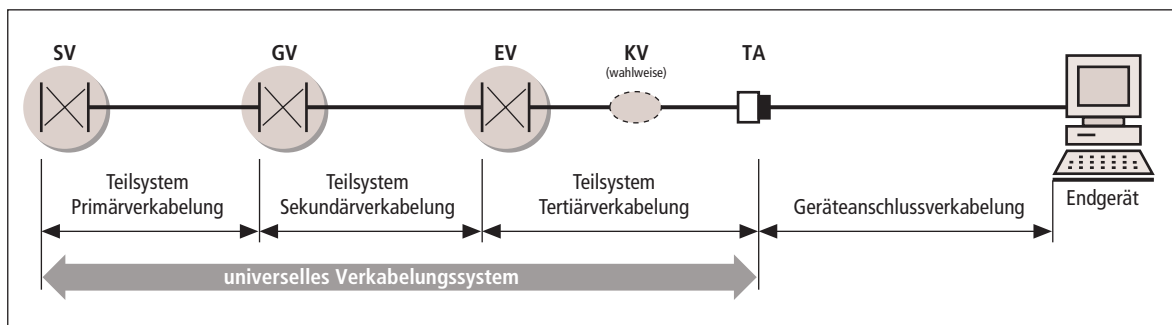 SV
GV
EV
KV
(wahlweise)
TA
Teilsystem
Primärverkabelung
Teilsystem
Sekundärverkabelung
Teilsystem
Tertiärverkabelung
Geräteanschlussverkabelung
Endgerät
universelles Verkabelungssystem